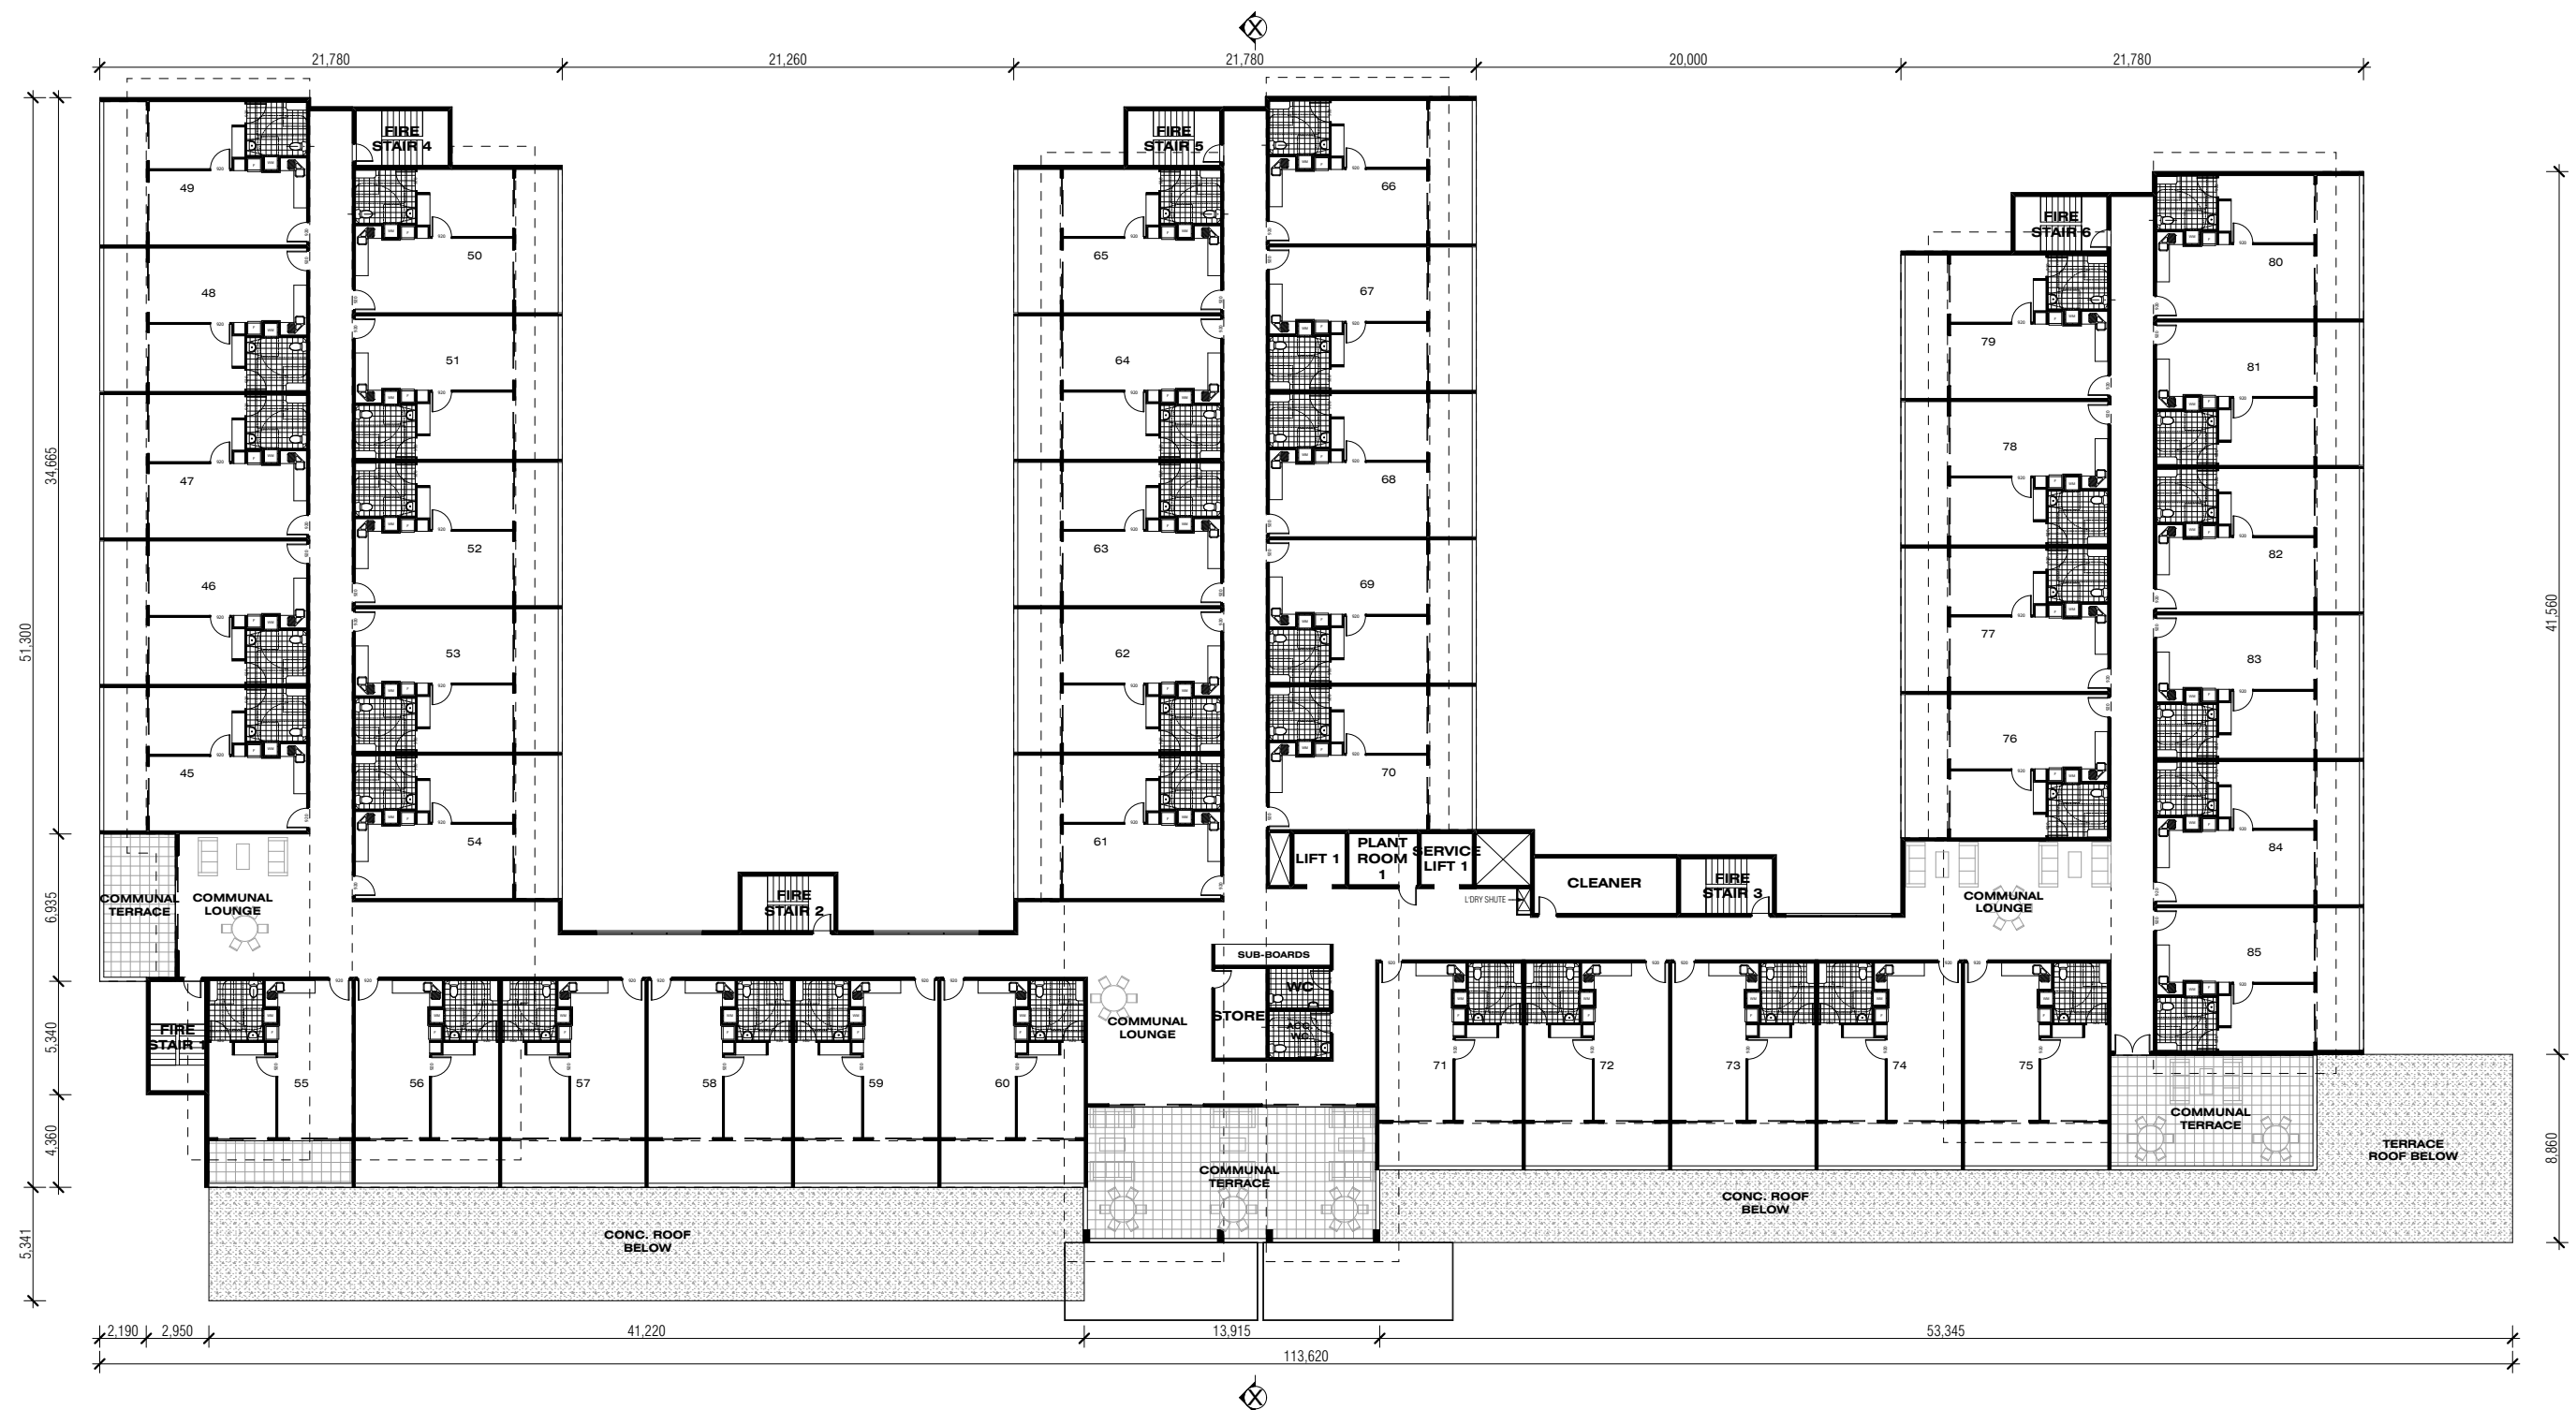 X
21,780
21,260
21,780
20,000
21,780
FIRE
STAIR 4
FIRE
STAIR 5
FIRE
STAIR 6
49
48
47
46
45
50
51
52
53
54
65
64
63
62
61
66
67
68
69
70
79
78
77
76
80
81
82
83
84
85
34,665
51,300
6,935
5,340
4,360
5,341
41,560
8,860
COMMUNAL
TERRACE
COMMUNAL
LOUNGE
FIRE
STAIR 2
LIFT 1
PLANT
ROOM
1
SERVICE
LIFT 1
CLEANER
L'DRY SHUTE
FIRE
STAIR 3
COMMUNAL
LOUNGE
SUB-BOARDS
WC
STORE
ACC
WC
COMMUNAL
LOUNGE
FIRE
STAIR 1
55
56
57
58
59
60
71
72
73
74
75
COMMUNAL
TERRACE
COMMUNAL
TERRACE
TERRACE
ROOF BELOW
CONC. ROOF
BELOW
CONC. ROOF
BELOW
2,190
2,950
41,220
13,915
53,345
113,620
X